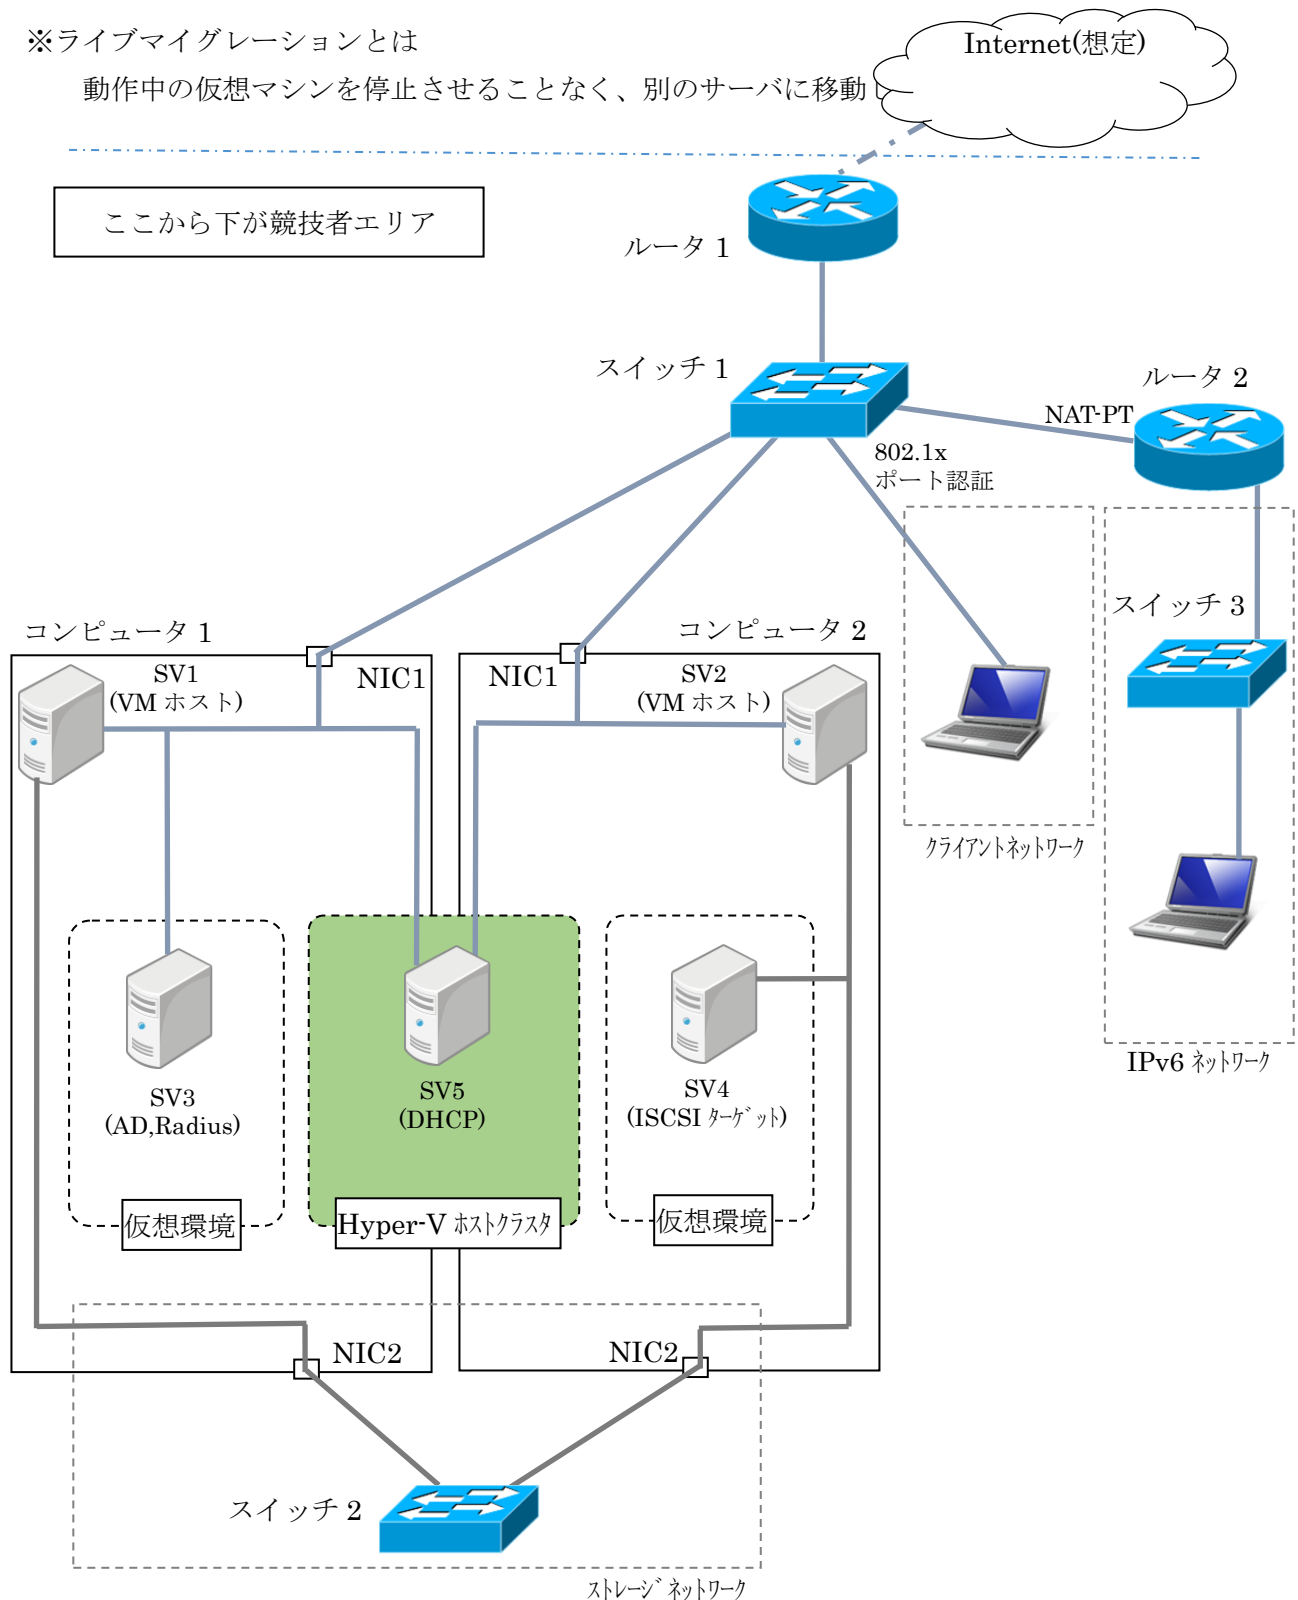 ※ライブマイグレーションとは
動作中の仮想マシンを停止させることなく、別のサーバに移動
Internet(想定)
ここから下が競技者エリア
ルータ 1
スイッチ 1
ルータ 2
NAT-PT
802.1x
ポート認証
スイッチ 3
コンピュータ 1
コンピュータ 2
SV1
(VM ホスト)
NIC1
NIC1
SV2
(VM ホスト)
クライアントネットワーク
SV3
(AD,Radius)
SV5
(DHCP)
SV4
(ISCSI ターゲット)
IPv6 ネットワーク
仮想環境
Hyper-V ホストクラスタ
仮想環境
NIC2
NIC2
スイッチ 2
ストレージネットワーク